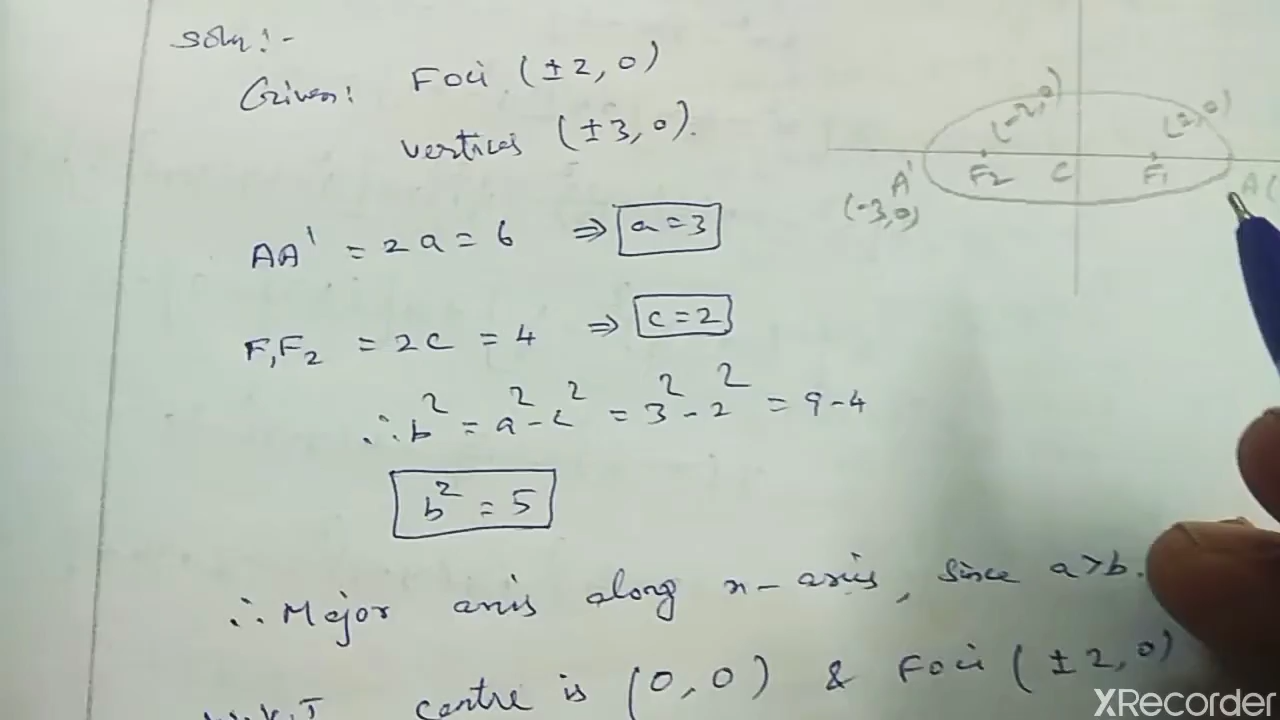 Soln:-
Given: Foci (±2, 0)
vertices (±3, 0).
(-2, 0)
(2, 0)
A' F2 C F1 A (
(-3, 0)
AA' = 2a = 6 ⇒ a = 3
F1F2 = 2c = 4 ⇒ c = 2
∴ b² = a² - c² = 3² - 2² = 9 - 4
b² = 5
∴ Major axis along x-axis, since a > b.
W.K.T centre is (0, 0) & Foci (±2, 0)
XRecorder